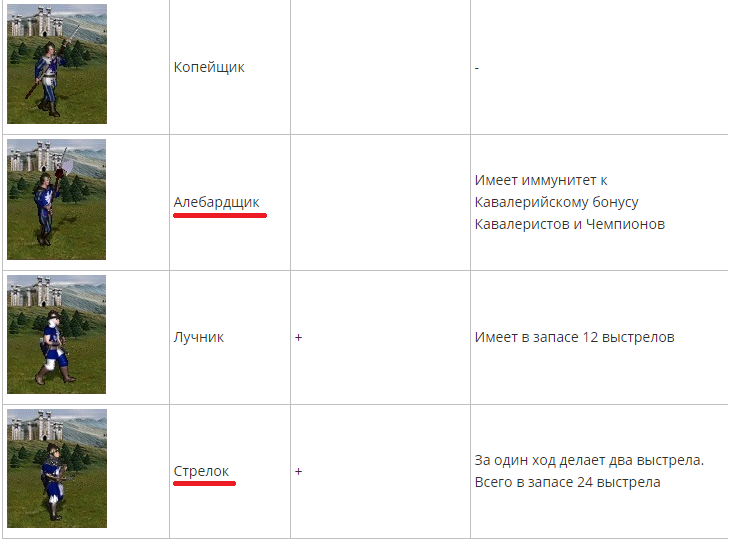 Копейщик
-
Алебардщик
Имеет иммунитет к
Кавалерийскому бонусу
Кавалеристов и Чемпионов
Лучник
+
Имеет в запасе 12 выстрелов
Стрелок
+
За один ход делает два выстрела.
Всего в запасе 24 выстрела